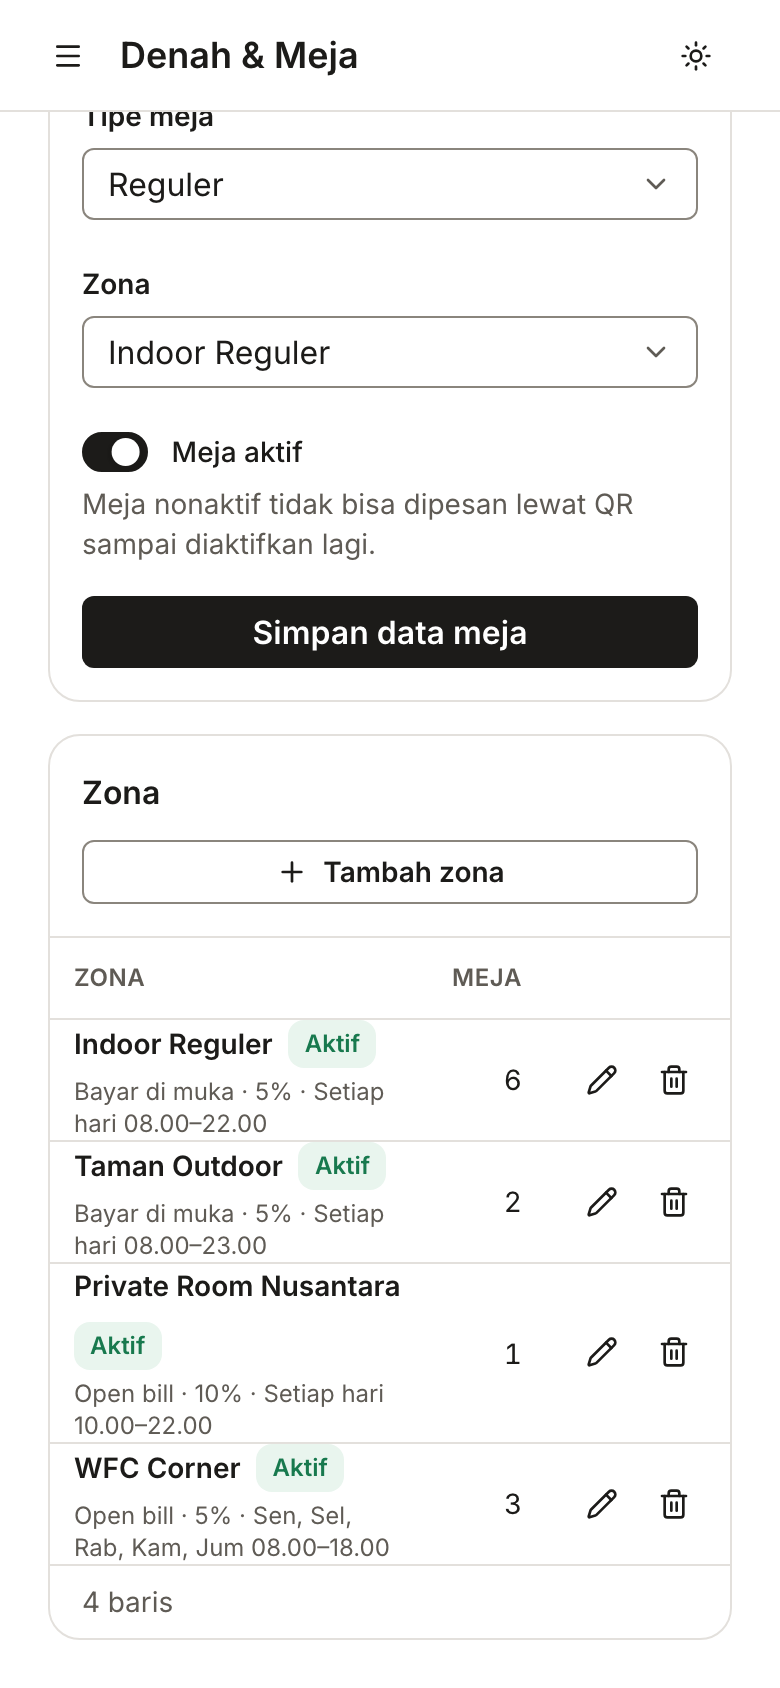 Denah & Meja
Tipe meja
Reguler
Zona
Indoor Reguler
Meja aktif
Meja nonaktif tidak bisa dipesan lewat QR
sampai diaktifkan lagi.
Simpan data meja
Zona
+ Tambah zona
ZONA MEJA
Indoor Reguler Aktif
Bayar di muka · 5% · Setiap
hari 08.00–22.00
6
Taman Outdoor Aktif
Bayar di muka · 5% · Setiap
hari 08.00–23.00
2
Private Room Nusantara
Aktif
Open bill · 10% · Setiap hari
10.00–22.00
1
WFC Corner Aktif
Open bill · 5% · Sen, Sel,
Rab, Kam, Jum 08.00–18.00
3
4 baris